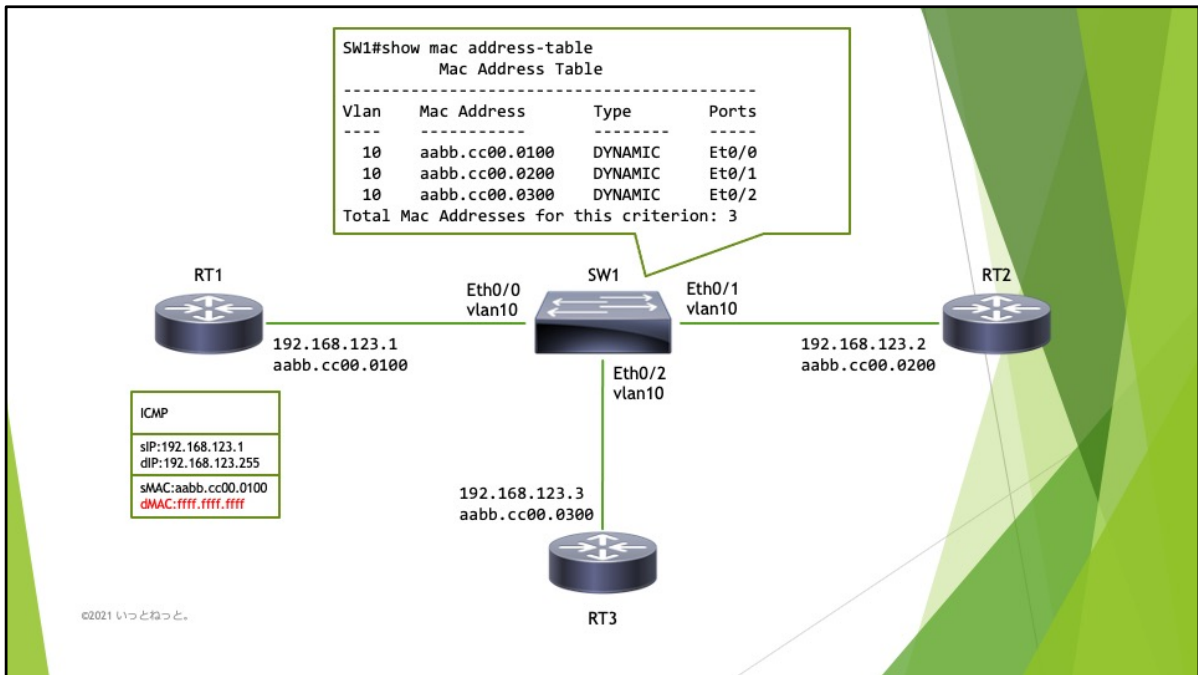 SW1#show mac address-table
Mac Address Table
-------------------------------------------
Vlan    Mac Address       Type        Ports
----    -----------       --------    -----
10    aabb.cc00.0100    DYNAMIC     Et0/0
10    aabb.cc00.0200    DYNAMIC     Et0/1
10    aabb.cc00.0300    DYNAMIC     Et0/2
Total Mac Addresses for this criterion: 3
RT1
Eth0/0
vlan10
SW1
Eth0/1
vlan10
RT2
192.168.123.1
aabb.cc00.0100
192.168.123.2
aabb.cc00.0200
Eth0/2
vlan10
ICMP
sIP:192.168.123.1
dIP:192.168.123.255
sMAC:aabb.cc00.0100
dMAC:ffff.ffff.ffff
192.168.123.3
aabb.cc00.0300
RT3
©2021 いっとねっと。